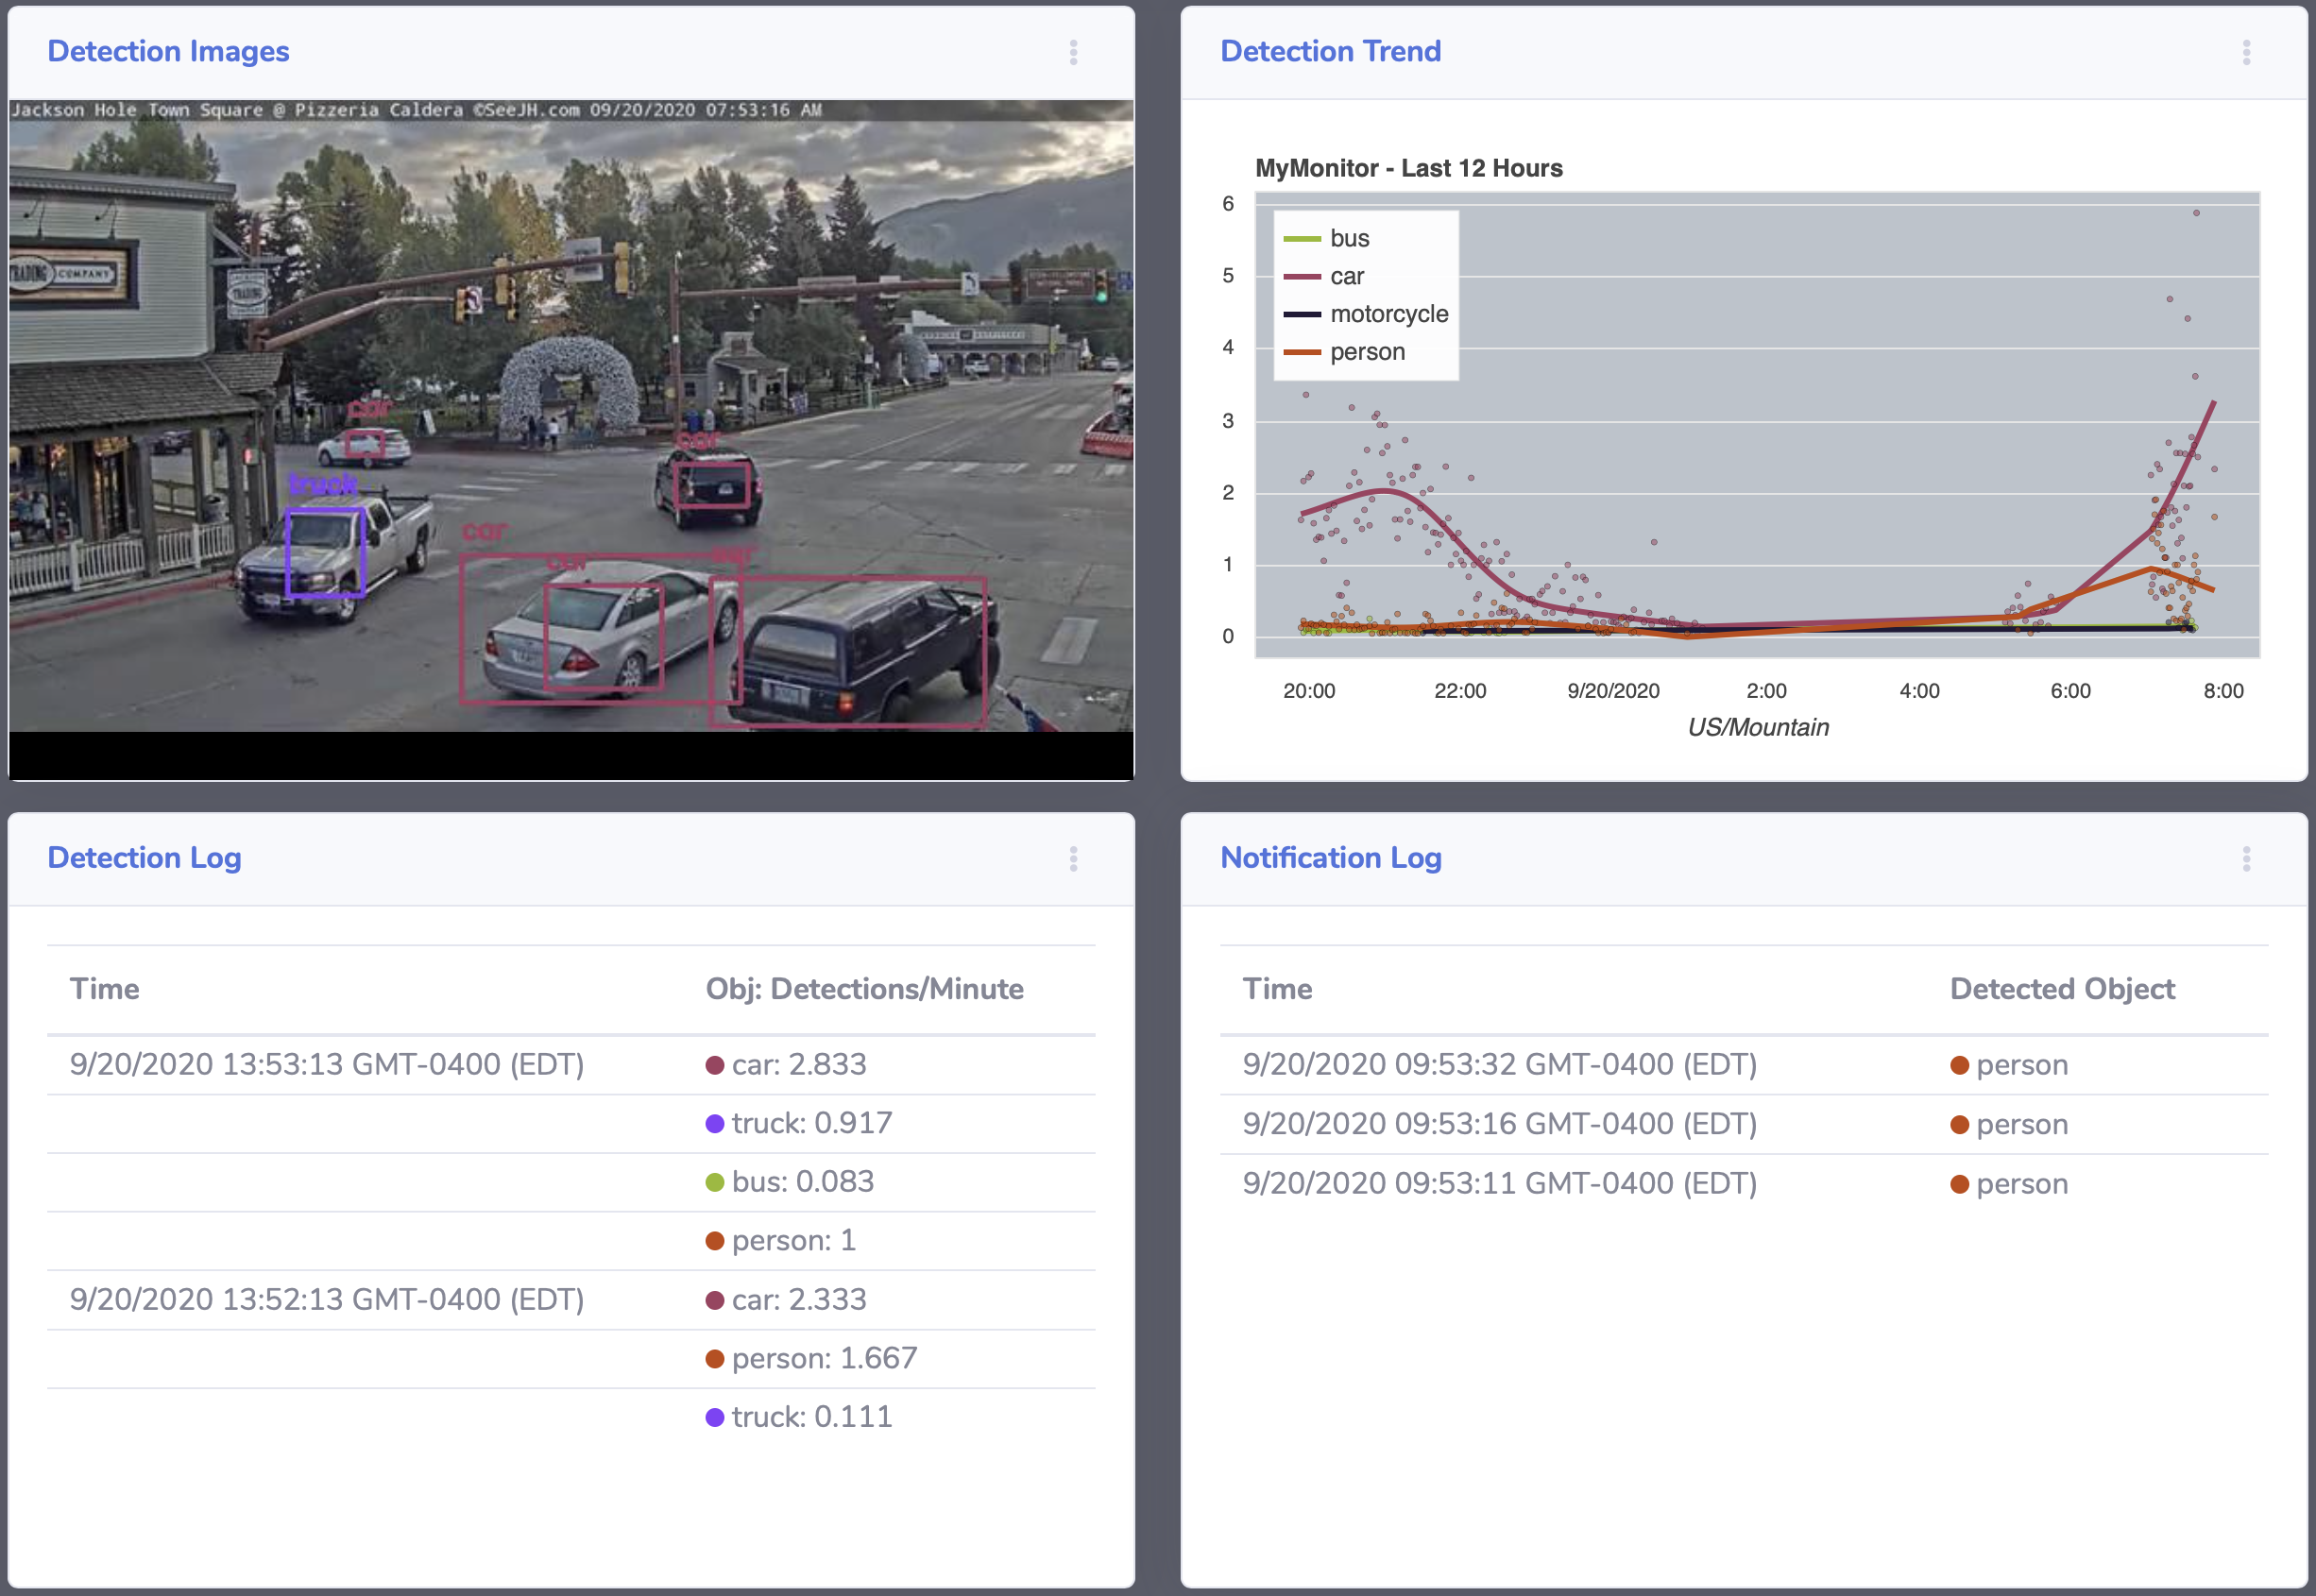 Detection Images
Jackson Hole Town Square @ Pizzeria Caldera ©SeeJH.com 09/20/2020 07:53:16 AM
TRADING COMPANY
JACKSON
TRADING
COMPANY
car
car
truck
car
car
car
Detection Trend
MyMonitor - Last 12 Hours
6
5
4
3
2
1
0
bus
car
motorcycle
person
20:00 22:00 9/20/2020 2:00 4:00 6:00 8:00
US/Mountain
Detection Log
Time Obj: Detections/Minute
9/20/2020 13:53:13 GMT-0400 (EDT) car: 2.833
truck: 0.917
bus: 0.083
person: 1
9/20/2020 13:52:13 GMT-0400 (EDT) car: 2.333
person: 1.667
truck: 0.111
Notification Log
Time Detected Object
9/20/2020 09:53:32 GMT-0400 (EDT) person
9/20/2020 09:53:16 GMT-0400 (EDT) person
9/20/2020 09:53:11 GMT-0400 (EDT) person